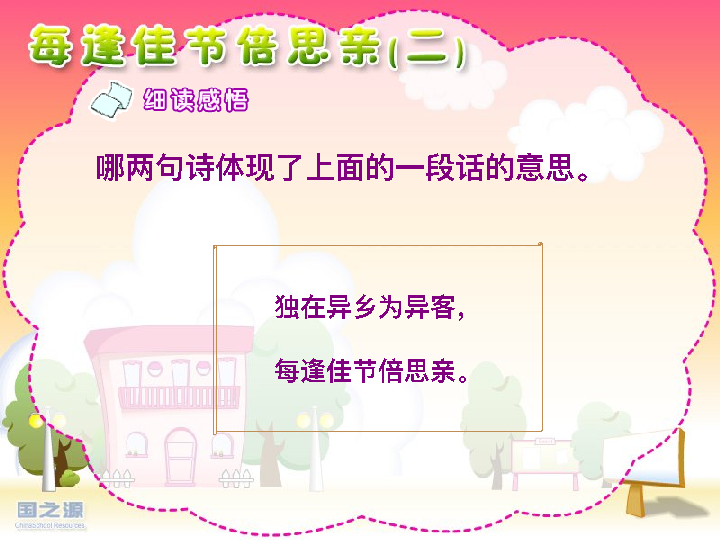 每逢佳节倍思亲(二)
细读感悟
哪两句诗体现了上面的一段话的意思。
独在异乡为异客,
每逢佳节倍思亲。
国之源